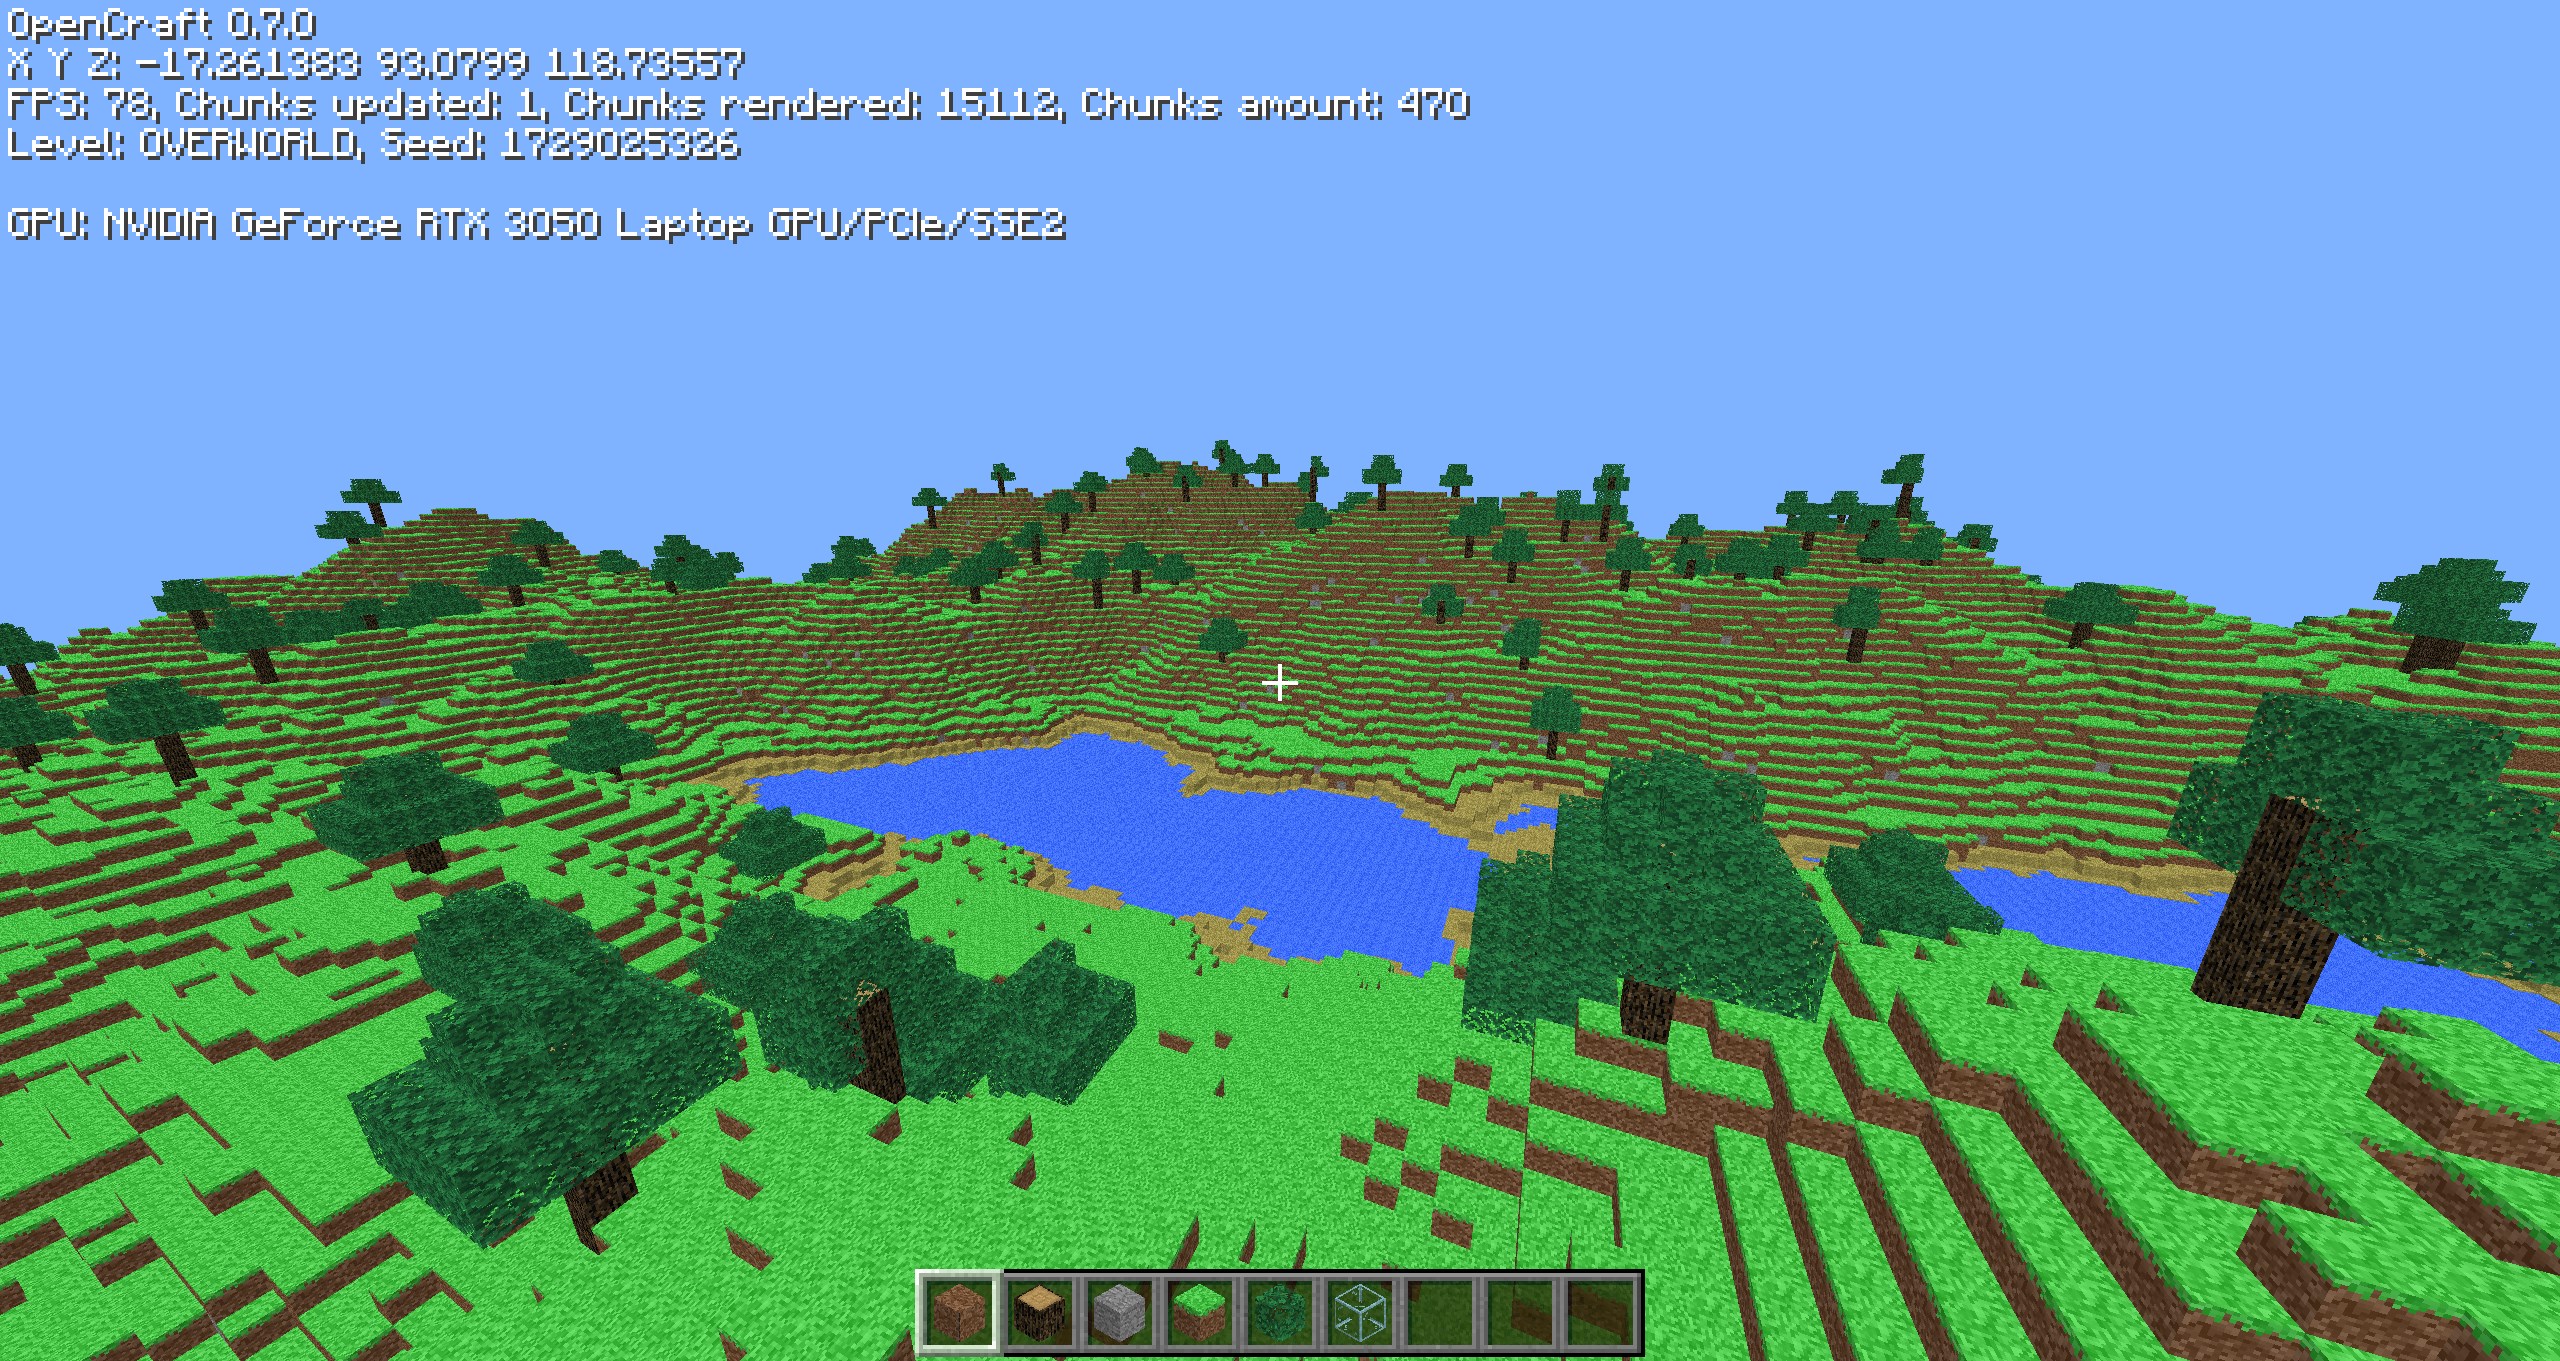 OpenCraft 0.7.0
X Y Z: -17.261383 93.0799 118.73557
FPS: 78, Chunks updated: 1, Chunks rendered: 15112, Chunks amount: 470
Level: OVERWORLD, Seed: 1729025326
GPU: NVIDIA GeForce RTX 3050 Laptop GPU/PCIe/SSE2